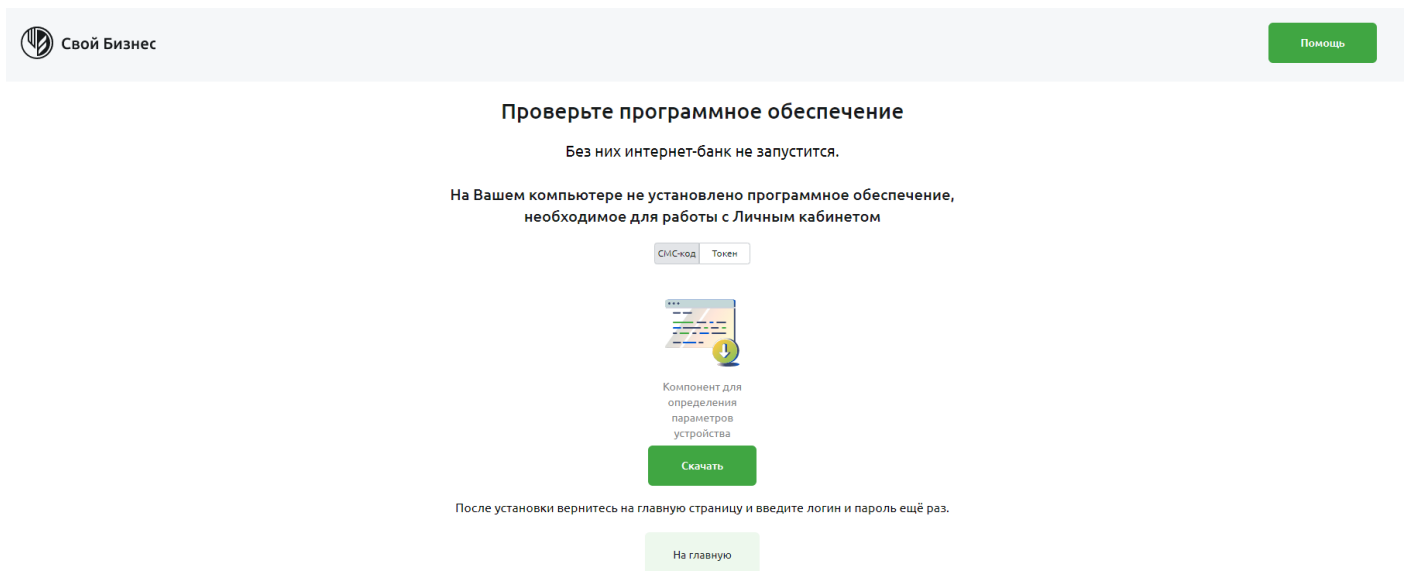 Свой Бизнес
Помощь
Проверьте программное обеспечение
Без них интернет-банк не запустится.
На Вашем компьютере не установлено программное обеспечение,
необходимое для работы с Личным кабинетом
СМС-код
Токен
Компонент для
определения
параметров
устройства
Скачать
После установки вернитесь на главную страницу и введите логин и пароль ещё раз.
На главную